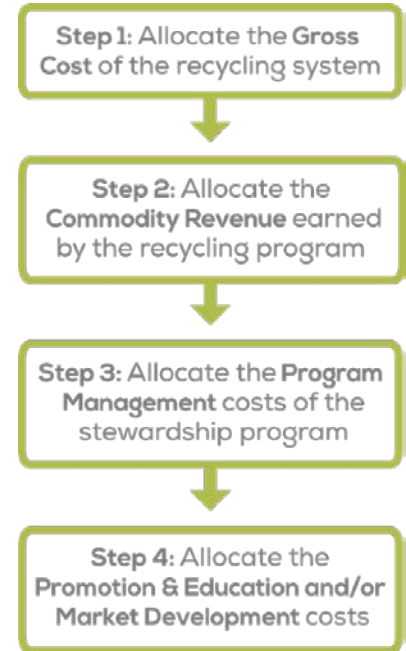 Step 1: Allocate the Gross
Cost of the recycling system
Step 2: Allocate the
Commodity Revenue earned
by the recycling program
Step 3: Allocate the Program
Management costs of the
stewardship program
Step 4: Allocate the
Promotion & Education and/or
Market Development costs